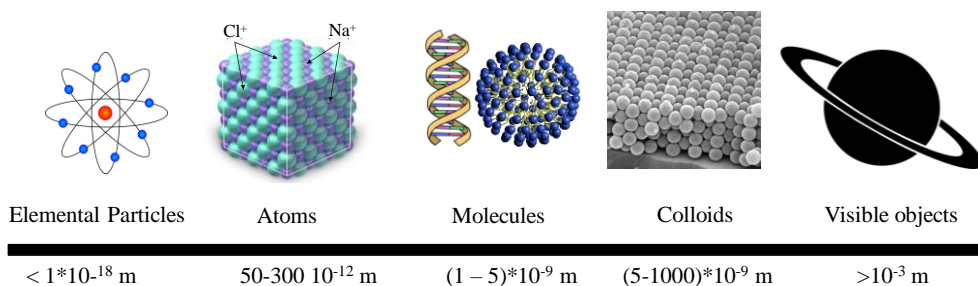 Cl⁺
Na⁺
Elemental Particles
Atoms
Molecules
Colloids
Visible objects
< 1*10-¹⁸ m
50-300 10⁻¹² m
(1 – 5)*10⁻⁹ m
(5-1000)*10⁻⁹ m
>10⁻³ m